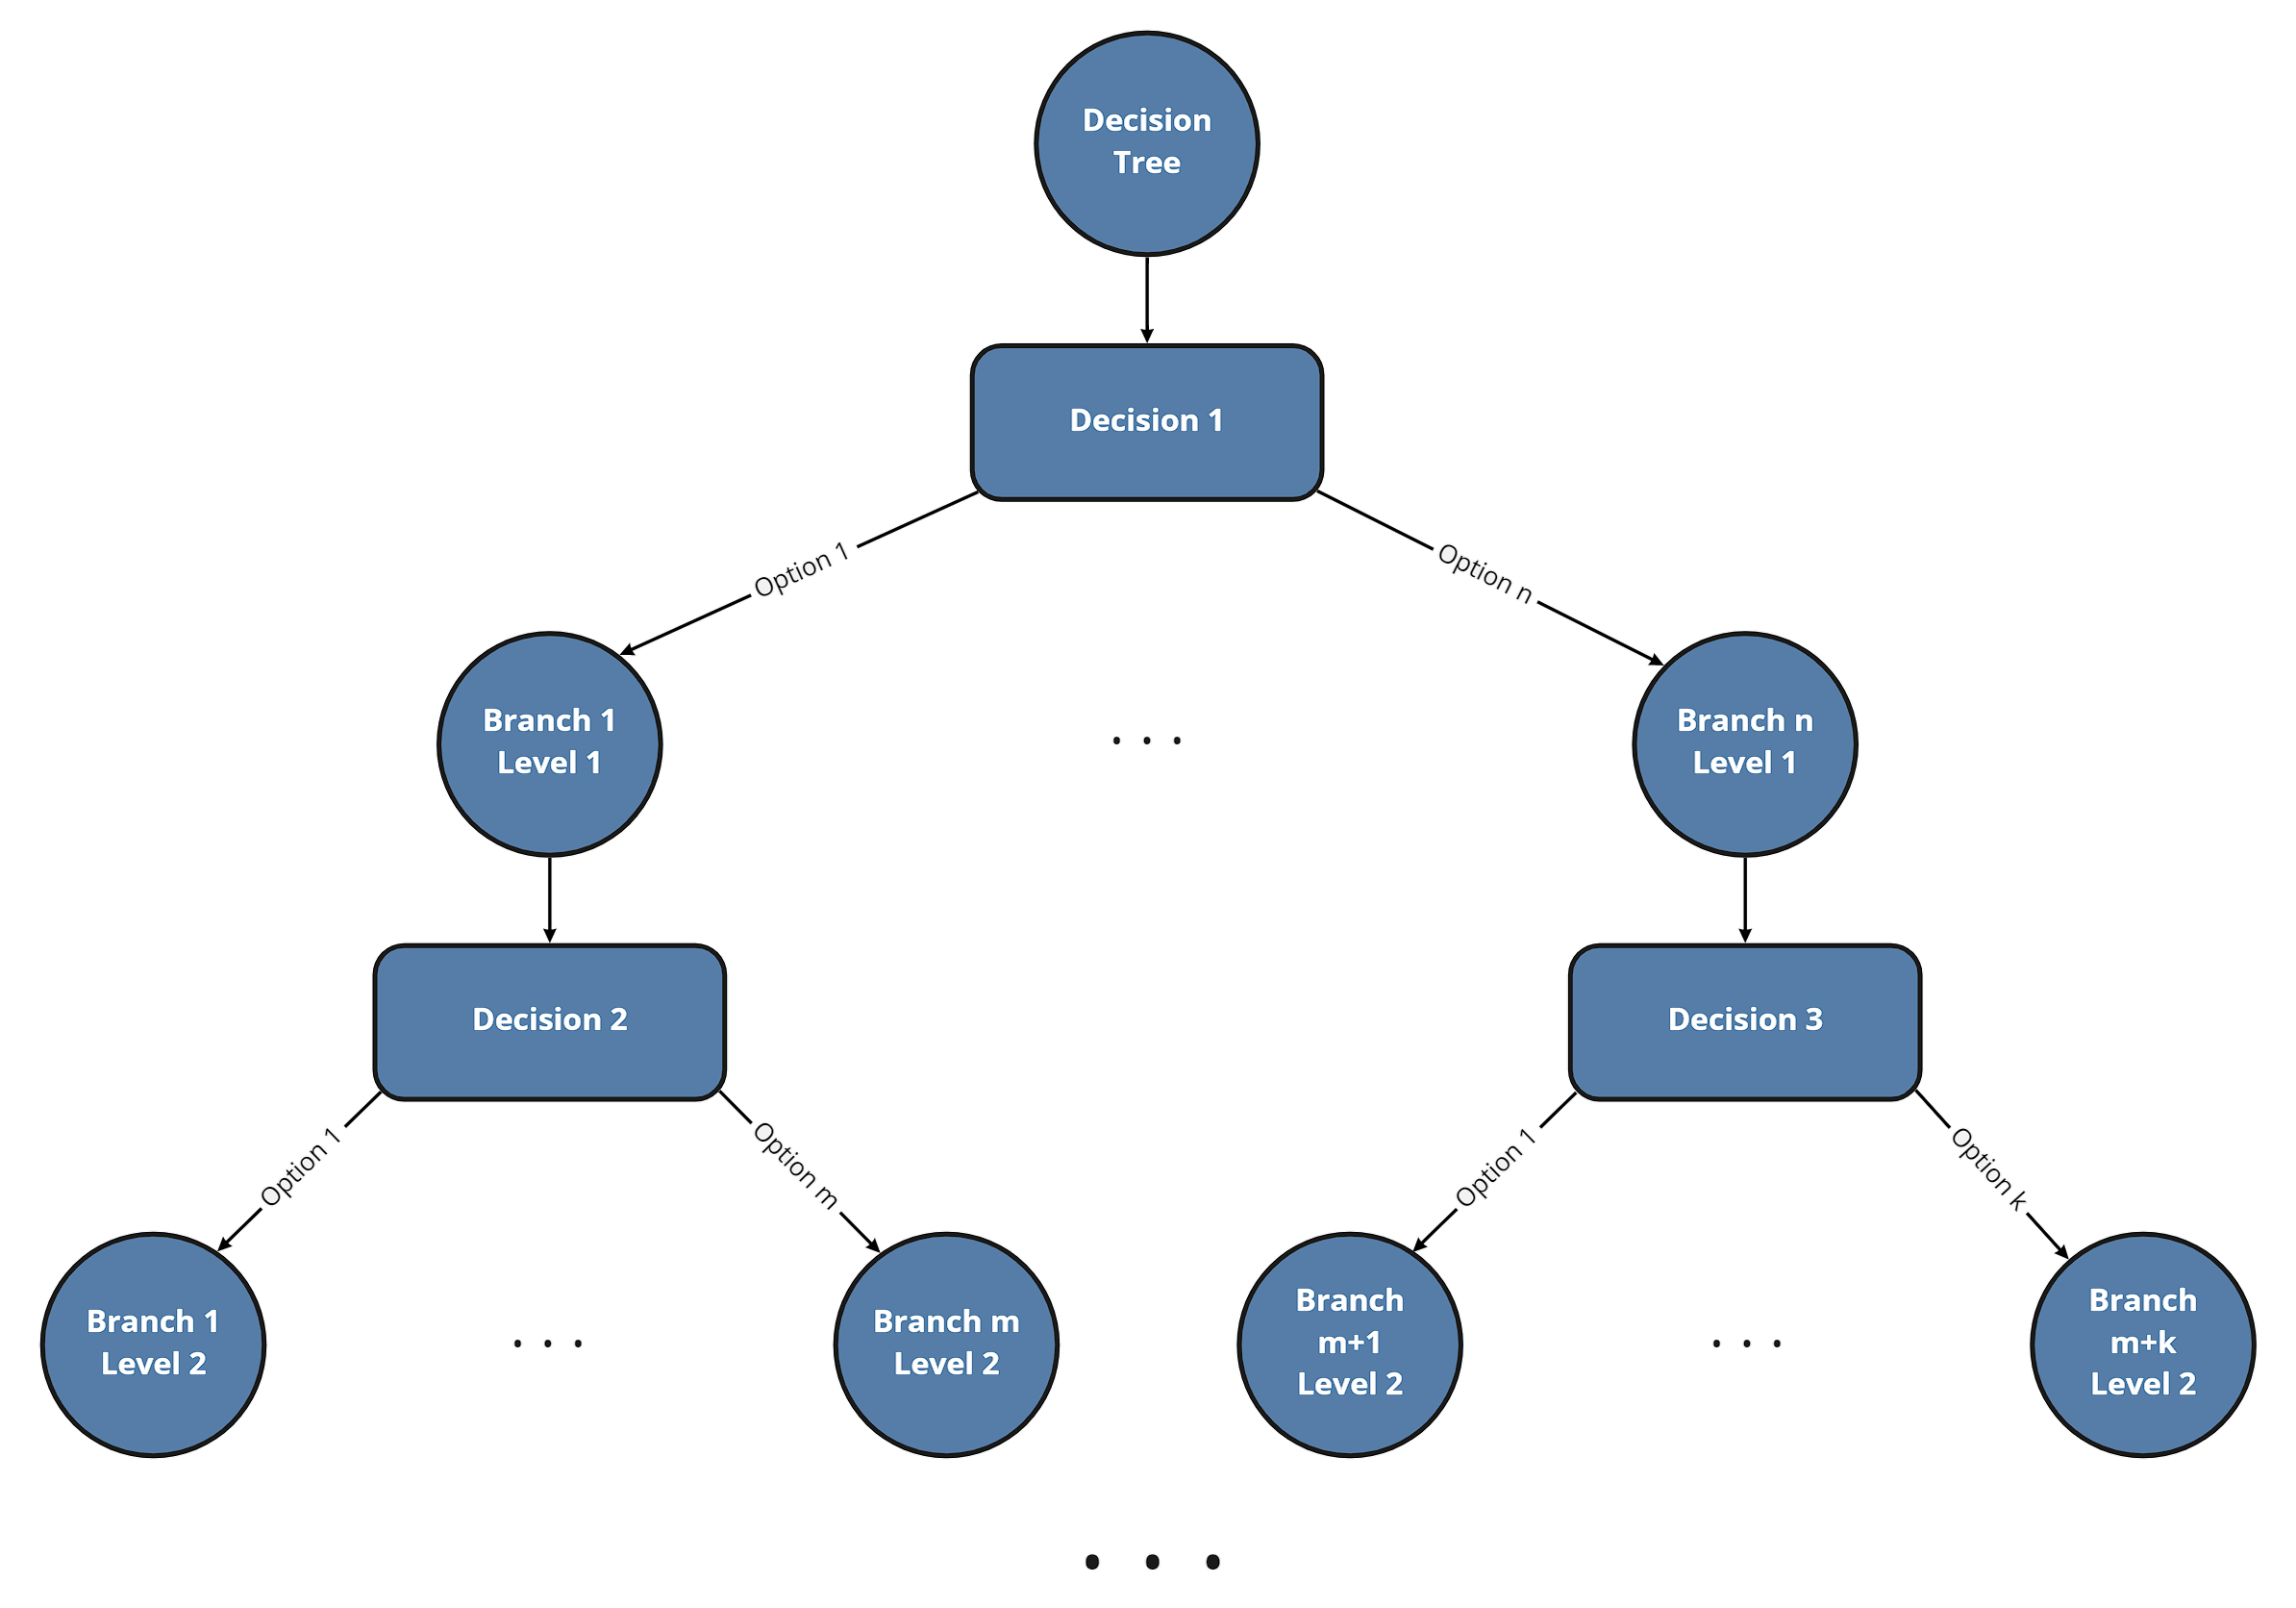 Decision
Tree
Decision 1
Option 1
Option n
Branch 1
Level 1
. . .
Branch n
Level 1
Decision 2
Decision 3
Option 1
Option m
Option 1
Option k
Branch 1
Level 2
. . .
Branch m
Level 2
Branch
m+1
Level 2
. . .
Branch
m+k
Level 2
. . .